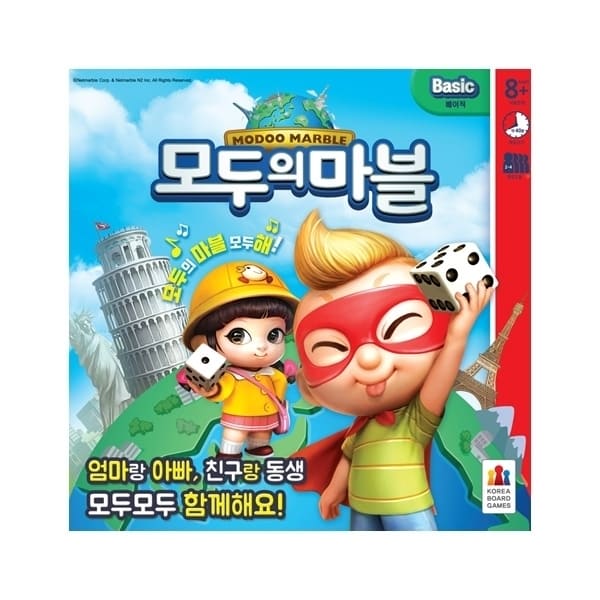 ©Netmarble Corp. & Netmarble N2 Inc. All Rights Reserved.
Basic
베이직
8+
MODOO MARBLE
모두의마블
모두의 마블 모두해!
2-4
엄마랑 아빠, 친구랑 동생
모두모두 함께해요!
KOREA
BOARD
GAMES